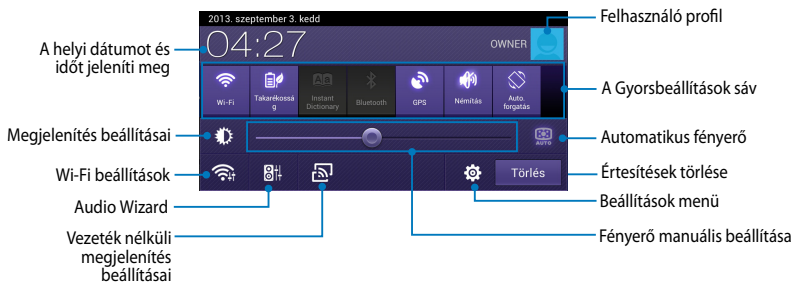 2013. szeptember 3. kedd
04:27
OWNER
Wi-Fi
Takarékossá
g
Instant
Dictionary
Bluetooth
GPS
Némítás
Auto.
forgatás
AUTO
Törlés
A helyi dátumot és
időt jeleníti meg
Megjelenítés beállításai
Wi-Fi beállítások
Audio Wizard
Vezeték nélküli
megjelenítés
beállításai
Felhasználó profil
A Gyorsbeállítások sáv
Automatikus fényerő
Értesítések törlése
Beállítások menü
Fényerő manuális beállítása